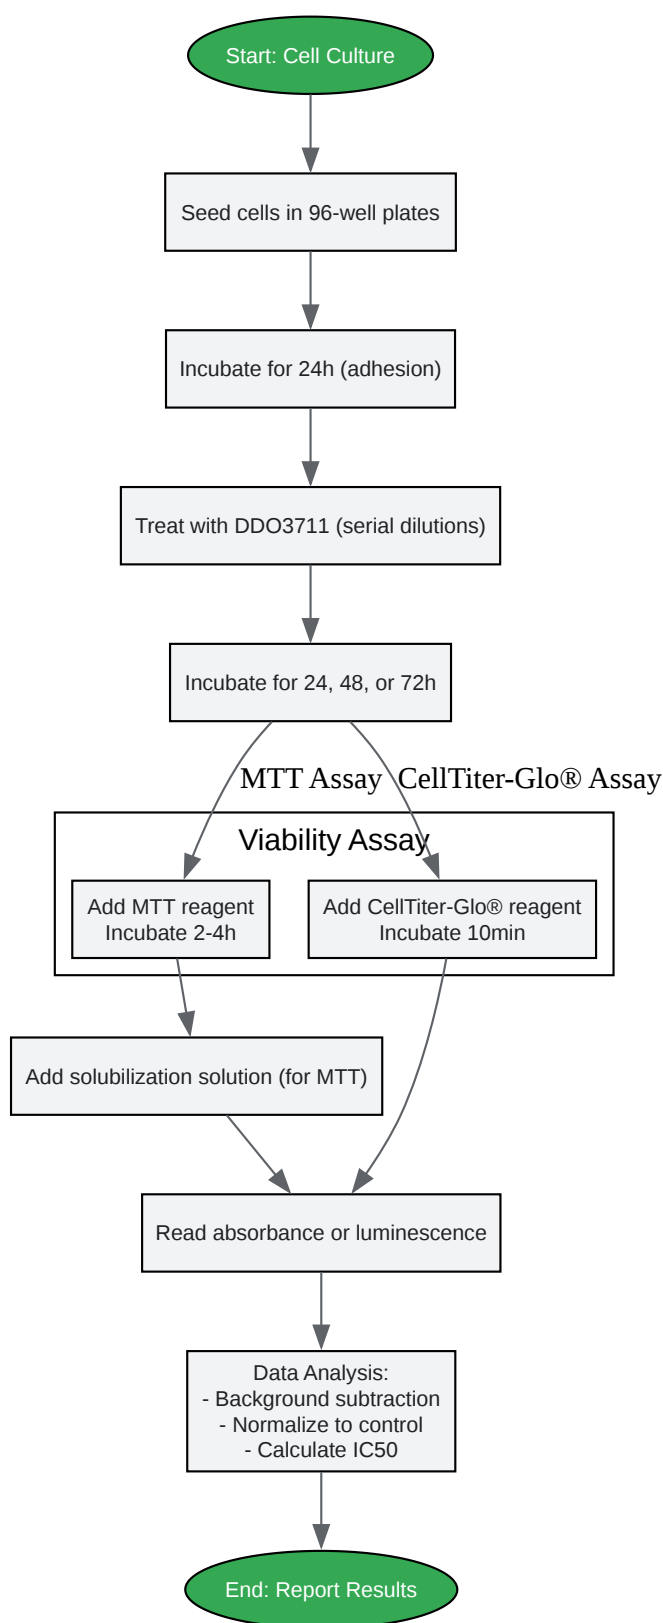 Start: Cell Culture
Seed cells in 96-well plates
Incubate for 24h (adhesion)
Treat with DDO3711 (serial dilutions)
Incubate for 24, 48, or 72h
MTT Assay
CellTiter-Glo® Assay
Viability Assay
Add MTT reagent
Incubate 2-4h
Add CellTiter-Glo® reagent
Incubate 10min
Add solubilization solution (for MTT)
Read absorbance or luminescence
Data Analysis:
- Background subtraction
- Normalize to control
- Calculate IC50
End: Report Results